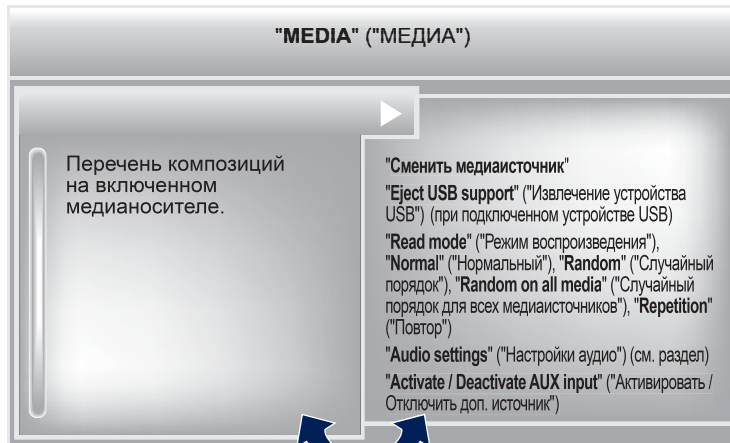 "MEDIA" ("МЕДИА")
Перечень композиций
на включенном
медианосителе.
"Сменить медиаисточник"
"Eject USB support" ("Извлечение устройства
USB") (при подключенном устройстве USB)
"Read mode" ("Режим воспроизведения"),
"Normal" ("Нормальный"), "Random" ("Случайный
порядок"), "Random on all media" ("Случайный
порядок для всех медиаисточников"), "Repetition"
("Повтор")
"Audio settings" ("Настройки аудио") (см. раздел)
"Activate / Deactivate AUX input" ("Активировать /
Отключить доп. источник")